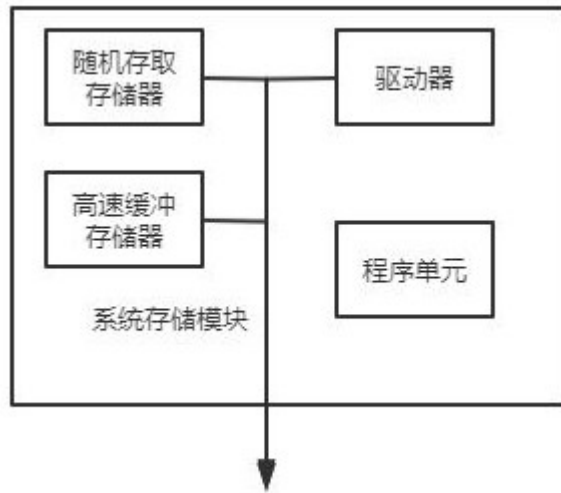 随机存取
存储器
驱动器
高速缓冲
存储器
程序单元
系统存储模块